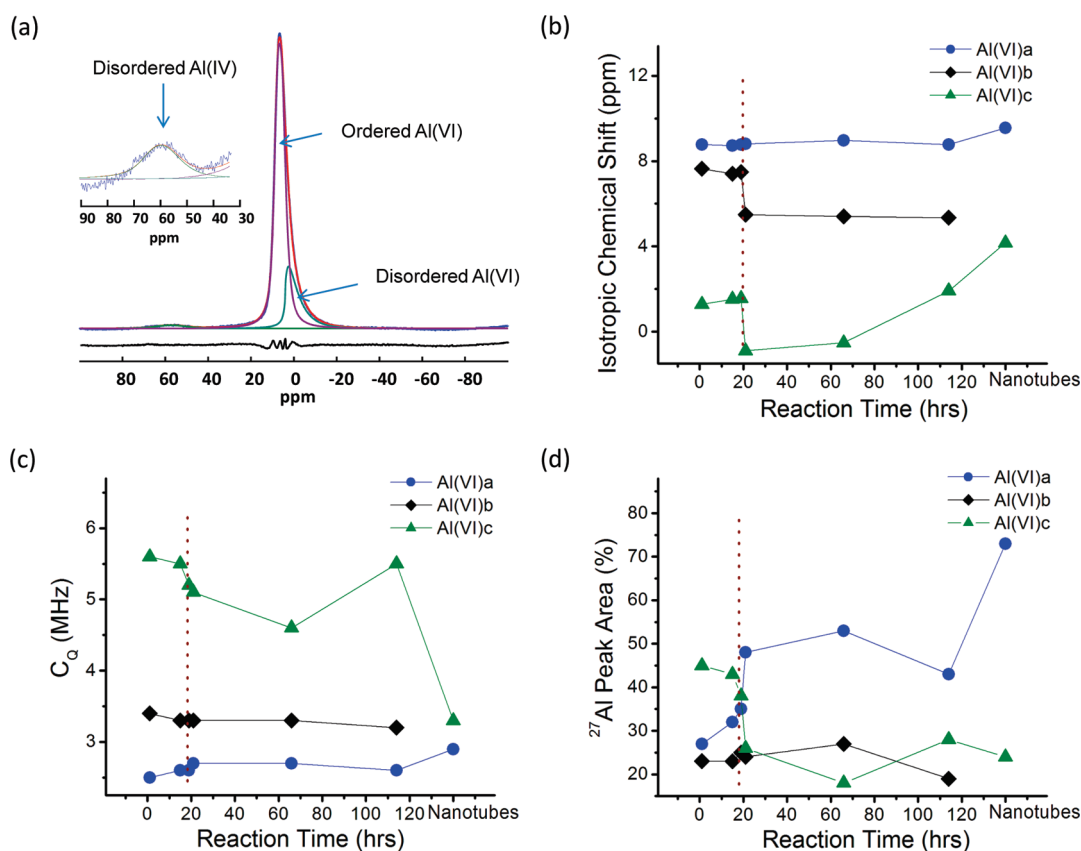 (a)
Disordered Al(IV)
Ordered Al(VI)
Disordered Al(VI)
90 80 70 60 50 40 30
ppm
80 60 40 20 0 -20 -40 -60 -80
ppm
(b)
Al(VI)a
Al(VI)b
Al(VI)c
Isotropic Chemical Shift (ppm)
12
8
4
0
0 20 40 60 80 100 120 Nanotubes
Reaction Time (hrs)
(c)
Al(VI)a
Al(VI)b
Al(VI)c
CQ (MHz)
6
5
4
3
0 20 40 60 80 100 120 Nanotubes
Reaction Time (hrs)
(d)
Al(VI)a
Al(VI)b
Al(VI)c
27Al Peak Area (%)
80
70
60
50
40
30
20
0 20 40 60 80 100 120 Nanotubes
Reaction Time (hrs)